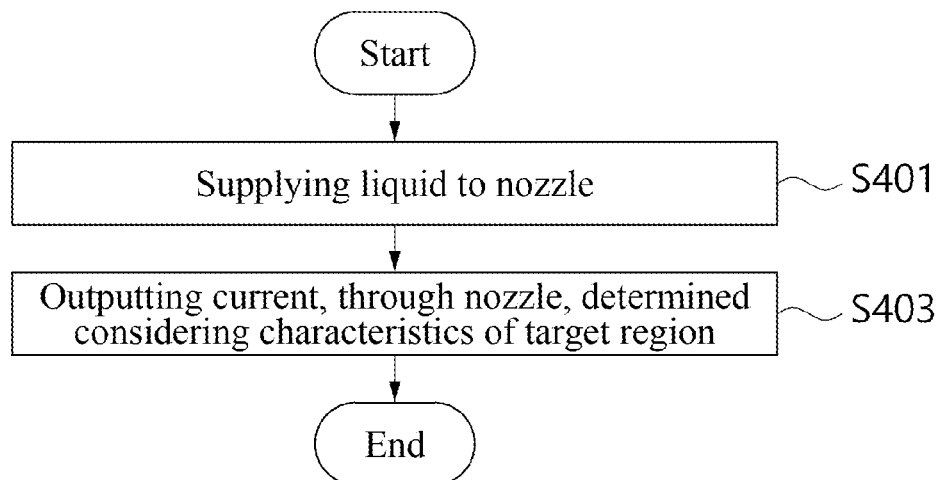 Start
Supplying liquid to nozzle
S401
Outputting current, through nozzle, determined
considering characteristics of target region
S403
End